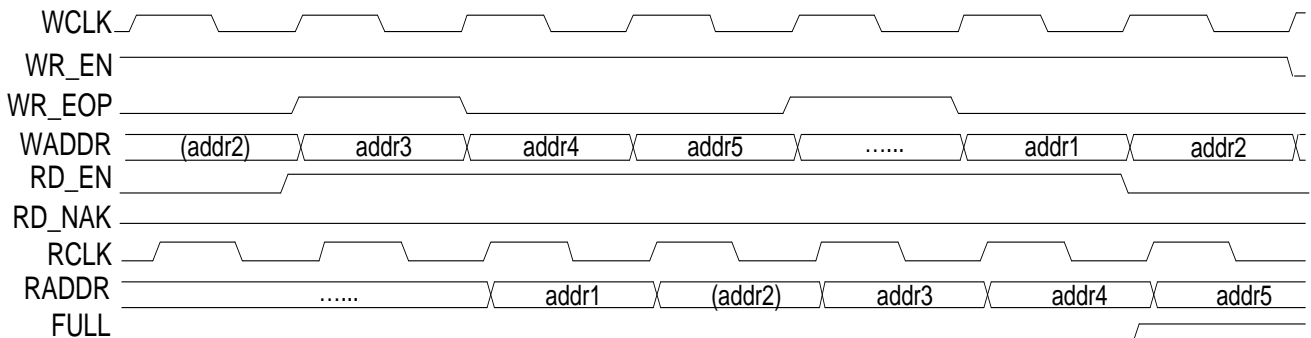 WCLK
WR_EN
WR_EOP
WADDR (addr2) addr3 addr4 addr5 …... addr1 addr2
RD_EN
RD_NAK
RCLK
RADDR …... addr1 (addr2) addr3 addr4 addr5
FULL